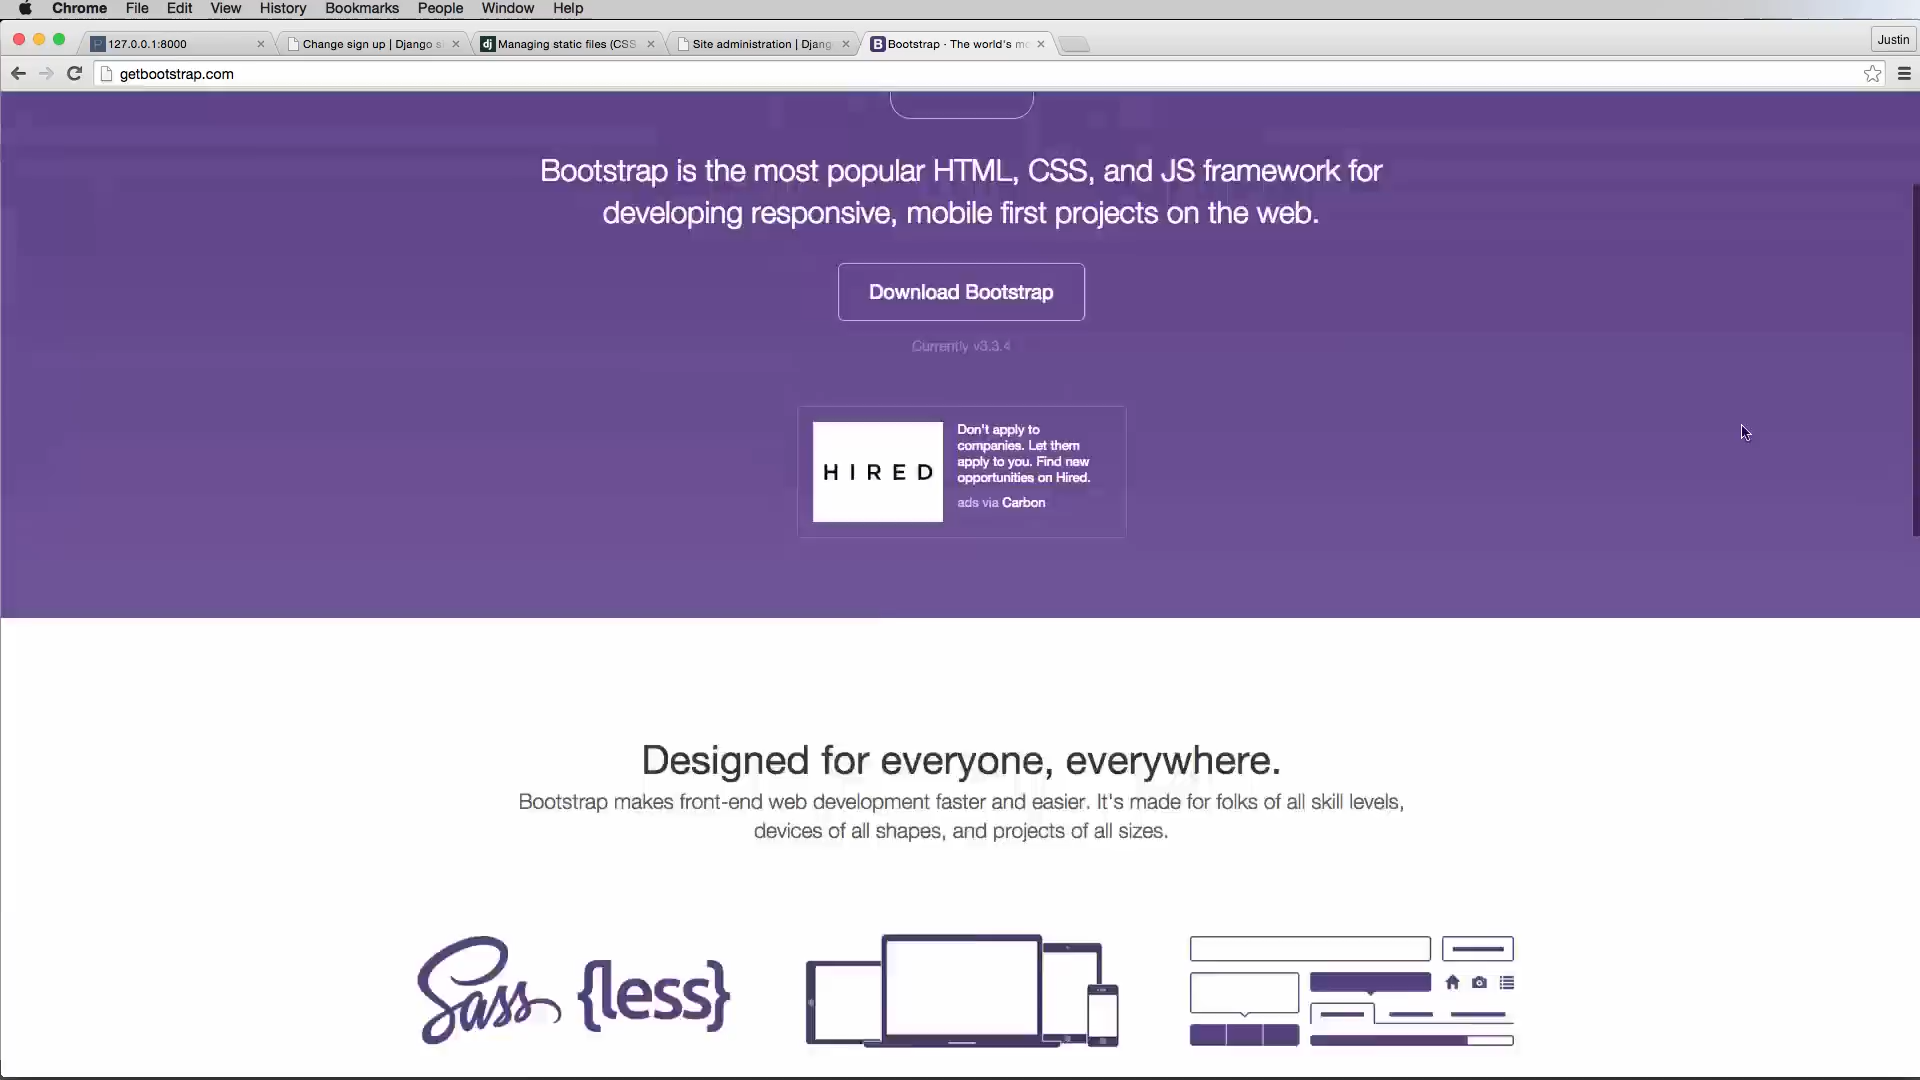 Chrome File Edit View History Bookmarks People Window Help
127.0.0.1:8000
Change sign up | Django s
dj Managing static files (CSS
Site administration | Djang
B Bootstrap · The world's mo
Justin
getbootstrap.com
Bootstrap is the most popular HTML, CSS, and JS framework for
developing responsive, mobile first projects on the web.
Download Bootstrap
Currently v3.3.4
HIRED
Don't apply to
companies. Let them
apply to you. Find new
opportunities on Hired.
ads via Carbon
Designed for everyone, everywhere.
Bootstrap makes front-end web development faster and easier. It's made for folks of all skill levels,
devices of all shapes, and projects of all sizes.
Sass {less}